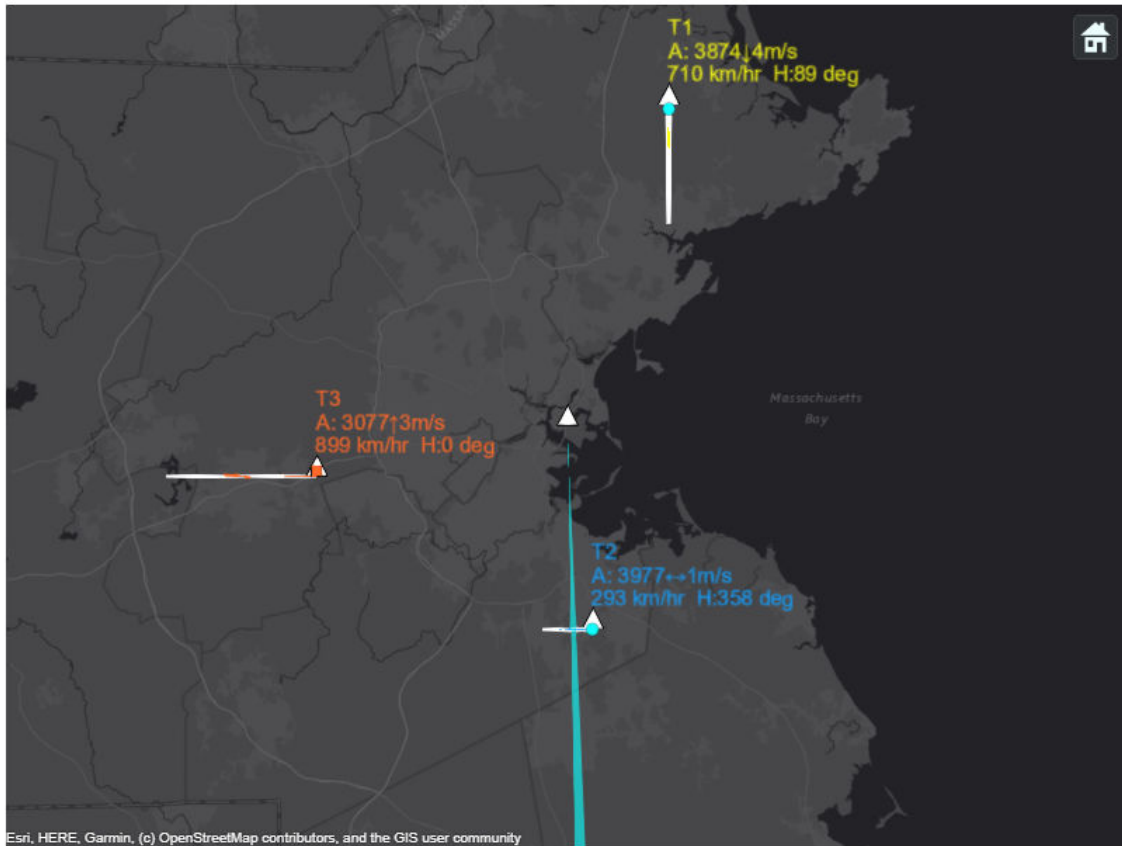 T1
A: 3874↓4m/s
710 km/hr H:89 deg
Massachusetts
Bay
T3
A: 3077↑3m/s
899 km/hr H:0 deg
T2
A: 3977↔1m/s
293 km/hr H:358 deg
Esri, HERE, Garmin, (c) OpenStreetMap contributors, and the GIS user community